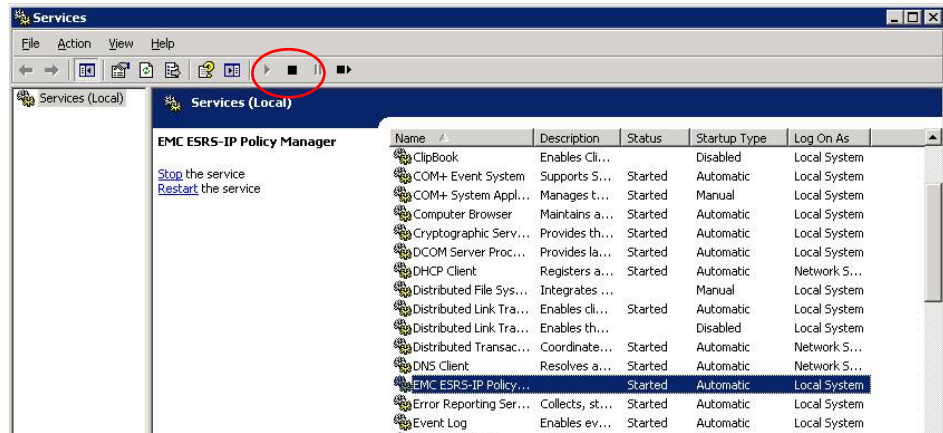 Services
File Action View Help
Services (Local)
Services (Local)
EMC ESRS-IP Policy Manager
Stop the service
Restart the service
Name Description Status Startup Type Log On As
ClipBook Enables Cli... Disabled Local System
COM+ Event System Supports S... Started Automatic Local System
COM+ System Appl... Manages t... Started Manual Local System
Computer Browser Maintains a... Started Automatic Local System
Cryptographic Serv... Provides th... Started Automatic Local System
DCOM Server Proc... Provides la... Started Automatic Local System
DHCP Client Registers a... Started Automatic Network S...
Distributed File Sys... Integrates ... Manual Local System
Distributed Link Tra... Enables cli... Started Automatic Local System
Distributed Link Tra... Enables th... Disabled Local System
Distributed Transac... Coordinate... Started Automatic Network S...
DNS Client Resolves a... Started Automatic Network S...
EMC ESRS-IP Policy... Started Automatic Local System
Error Reporting Ser... Collects, st... Started Automatic Local System
Event Log Enables ev... Started Automatic Local System